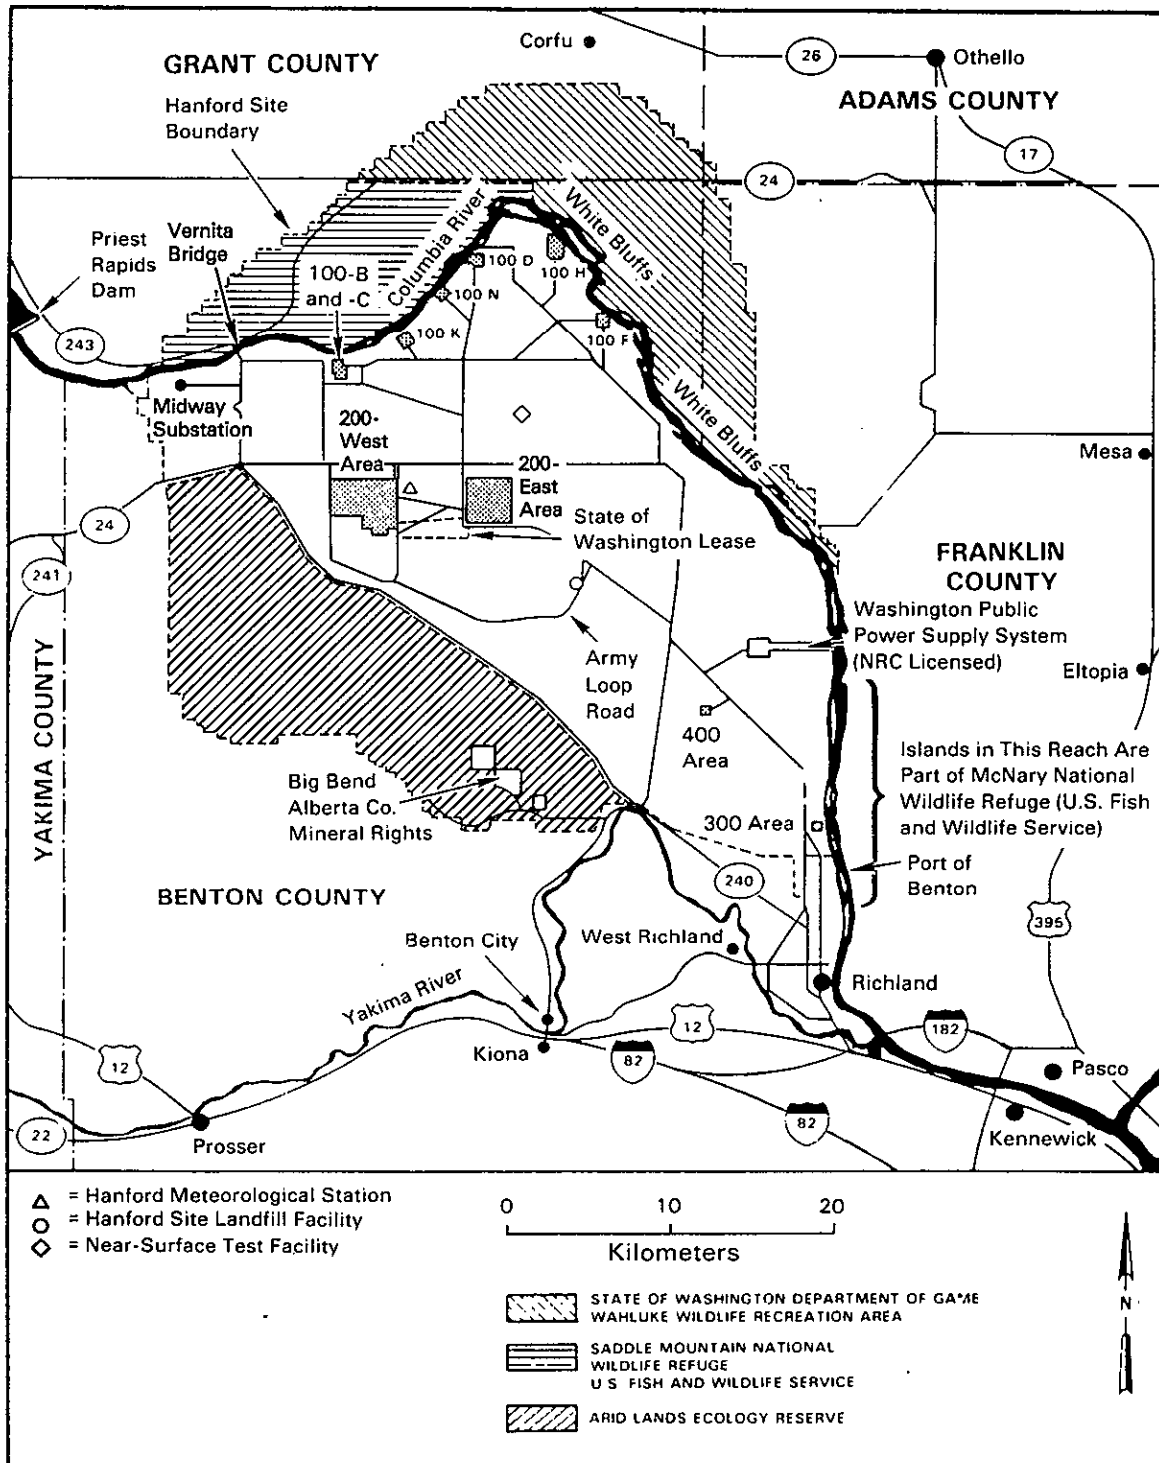 Corfu
26
Othello
GRANT COUNTY
ADAMS COUNTY
Hanford Site
Boundary
17
24
Priest
Rapids
Dam
Vernita
Bridge
Columbia River
White Bluffs
100-B
and -C
100 D
100 H
100 N
100 K
100 F
243
Midway
Substation
200-
West
Area
White Bluffs
Mesa
200-
East
Area
24
State of
Washington Lease
FRANKLIN
COUNTY
241
Washington Public
Power Supply System
(NRC Licensed)
Army
Loop
Road
Eltopia
YAKIMA COUNTY
400
Area
Islands in This Reach Are
Part of McNary National
Wildlife Refuge (U.S. Fish
and Wildlife Service)
Big Bend
Alberta Co.
Mineral Rights
300 Area
Port of
Benton
240
BENTON COUNTY
395
Benton City
West Richland
Richland
Yakima River
12
182
Kiona
82
12
Pasco
82
22
Prosser
Kennewick
= Hanford Meteorological Station
= Hanford Site Landfill Facility
= Near-Surface Test Facility
0 10 20
Kilometers
N
STATE OF WASHINGTON DEPARTMENT OF GAME
WAHLUKE WILDLIFE RECREATION AREA
SADDLE MOUNTAIN NATIONAL
WILDLIFE REFUGE
U S FISH AND WILDLIFE SERVICE
ARID LANDS ECOLOGY RESERVE